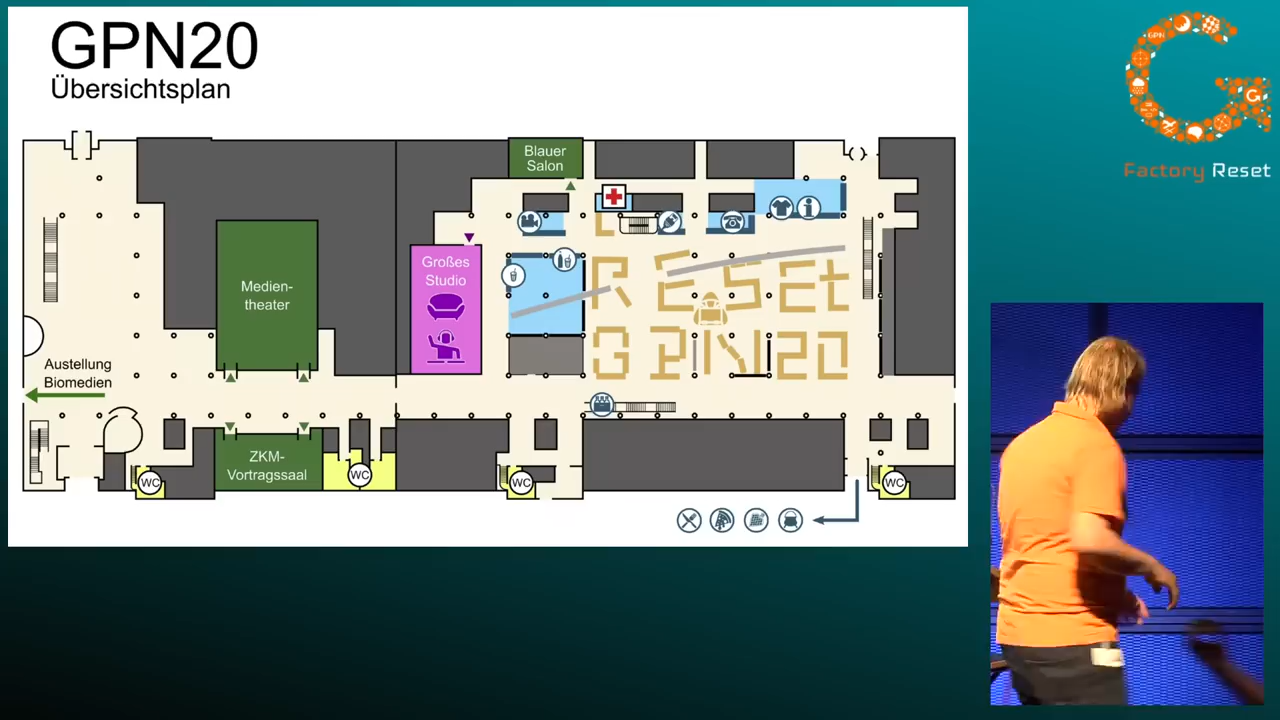 GPN20
Übersichtsplan
Blauer
Salon
Großes
Studio
Medien-
theater
RESEt
GPN20
Austellung
Biomedien
ZKM-
Vortragssaal
WC
WC
WC
WC
GPN
Factory Reset